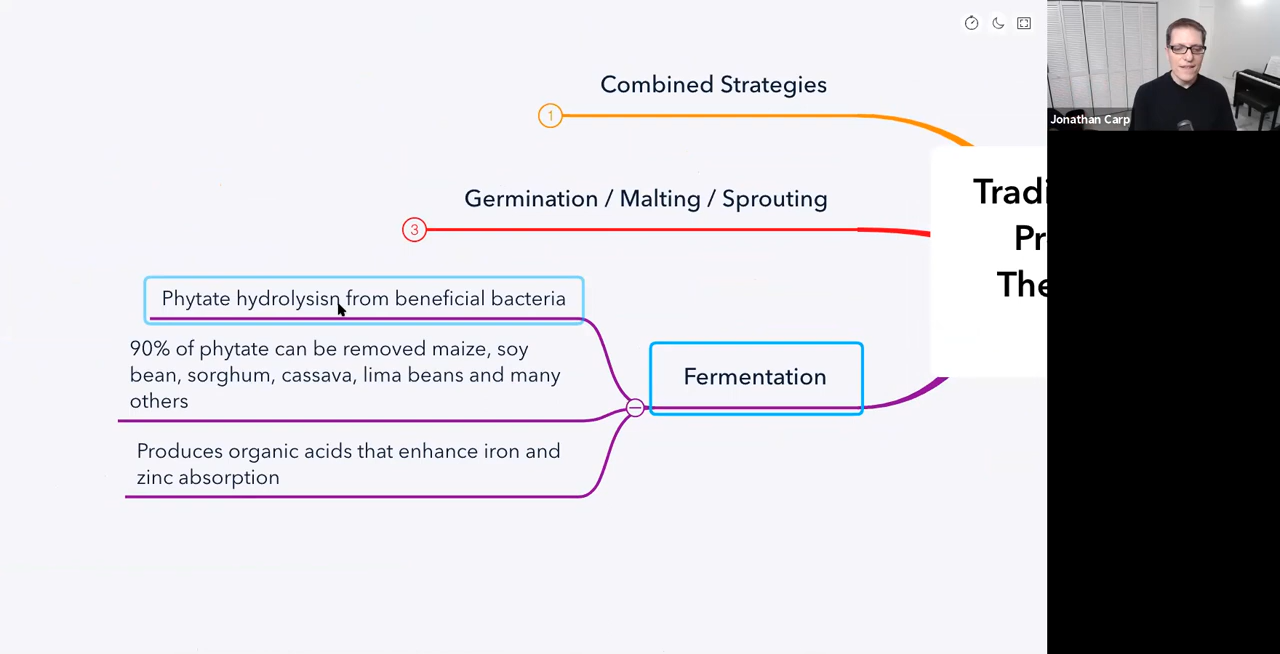 Combined Strategies
1
Germination / Malting / Sprouting
3
Phytate hydrolysisn from beneficial bacteria
90% of phytate can be removed maize, soy
bean, sorghum, cassava, lima beans and many
others
Produces organic acids that enhance iron and
zinc absorption
Fermentation
Tradi
Pr
The
Jonathan Carp